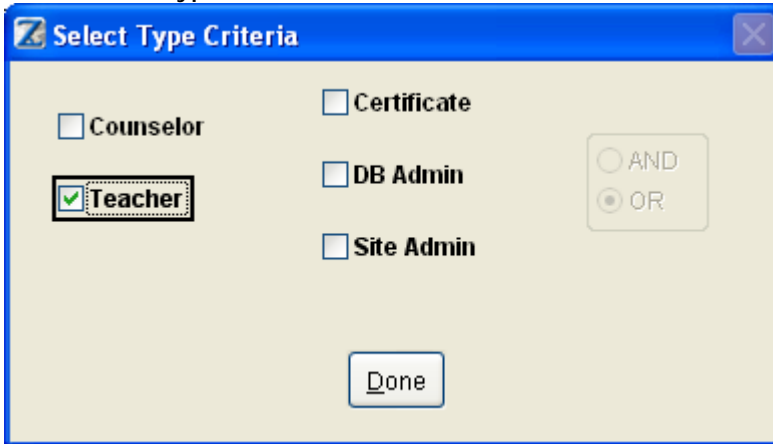 Select Type Criteria
Counselor
Teacher
Certificate
DB Admin
Site Admin
AND
OR
Done